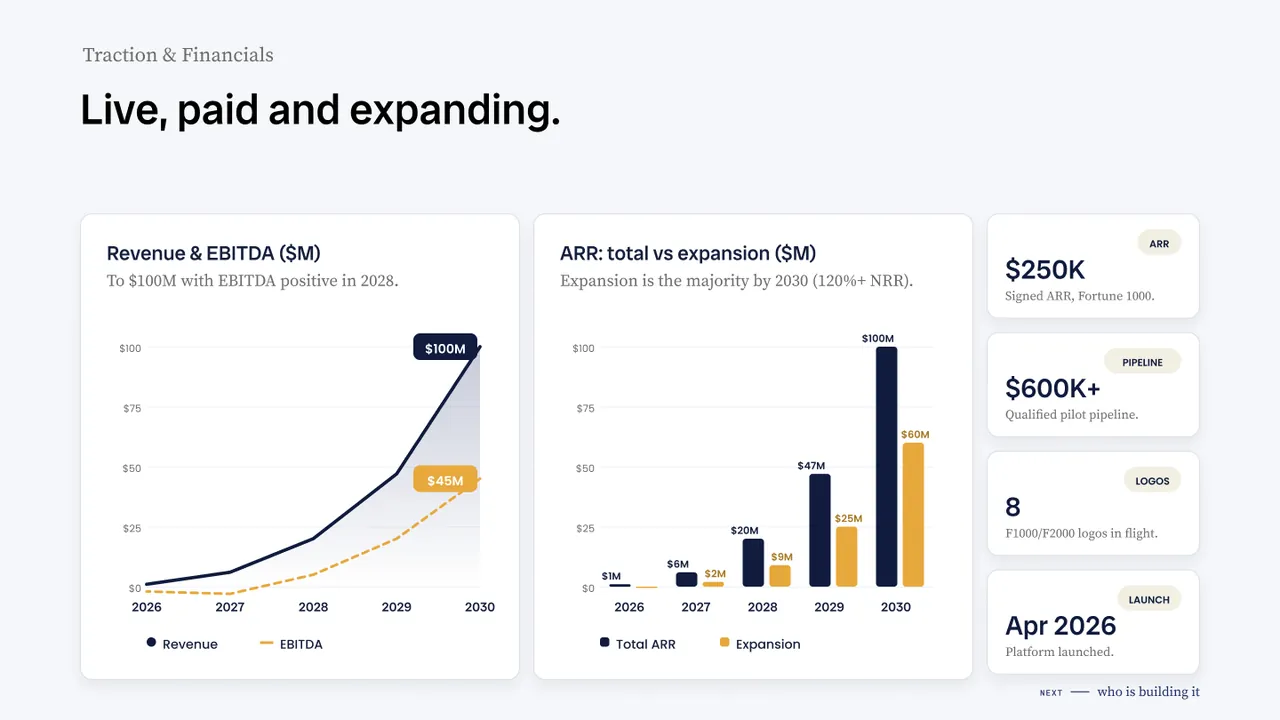 Traction & Financials
Live, paid and expanding.
Revenue & EBITDA ($M)
To $100M with EBITDA positive in 2028.
$100
$75
$50
$25
$0
$100M
$45M
2026 2027 2028 2029 2030
Revenue EBITDA
ARR: total vs expansion ($M)
Expansion is the majority by 2030 (120%+ NRR).
$100
$75
$50
$25
$0
$1M
$6M $2M
$20M $9M
$47M $25M
$100M $60M
2026 2027 2028 2029 2030
Total ARR Expansion
ARR
$250K
Signed ARR, Fortune 1000.
PIPELINE
$600K+
Qualified pilot pipeline.
LOGOS
8
F1000/F2000 logos in flight.
LAUNCH
Apr 2026
Platform launched.
NEXT — who is building it